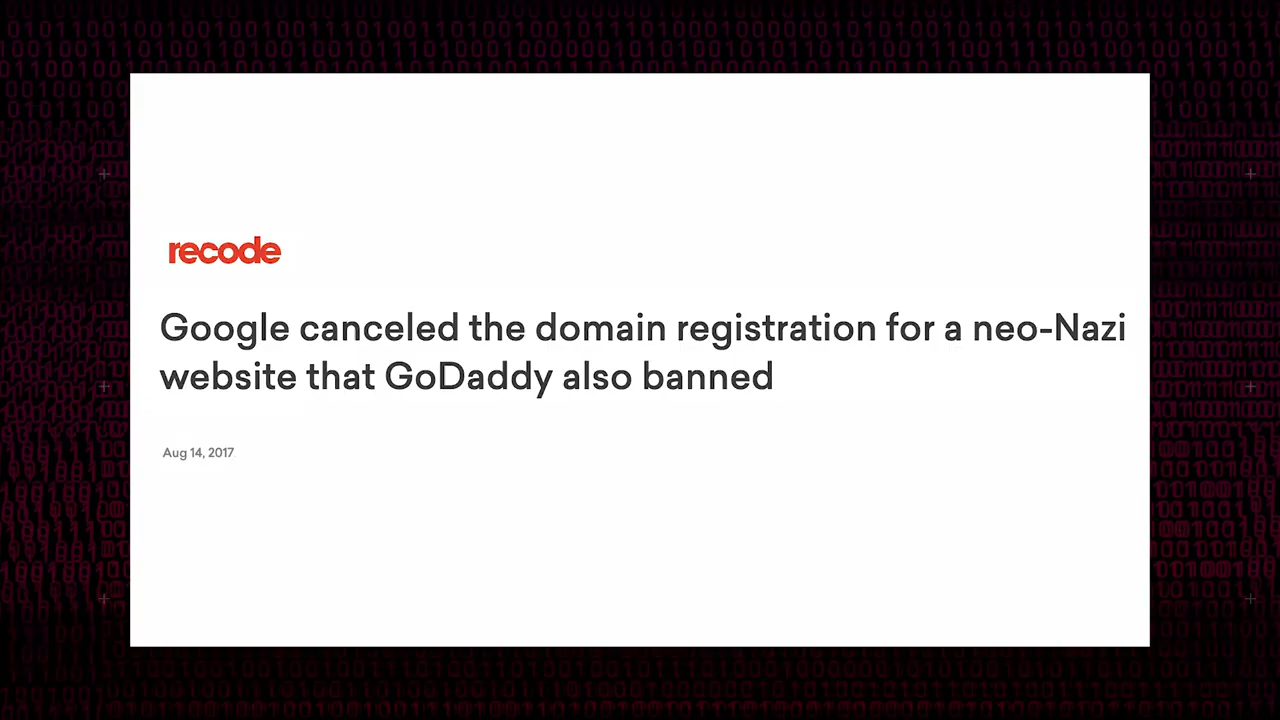 recode
Google canceled the domain registration for a neo-Nazi
website that GoDaddy also banned
Aug 14, 2017